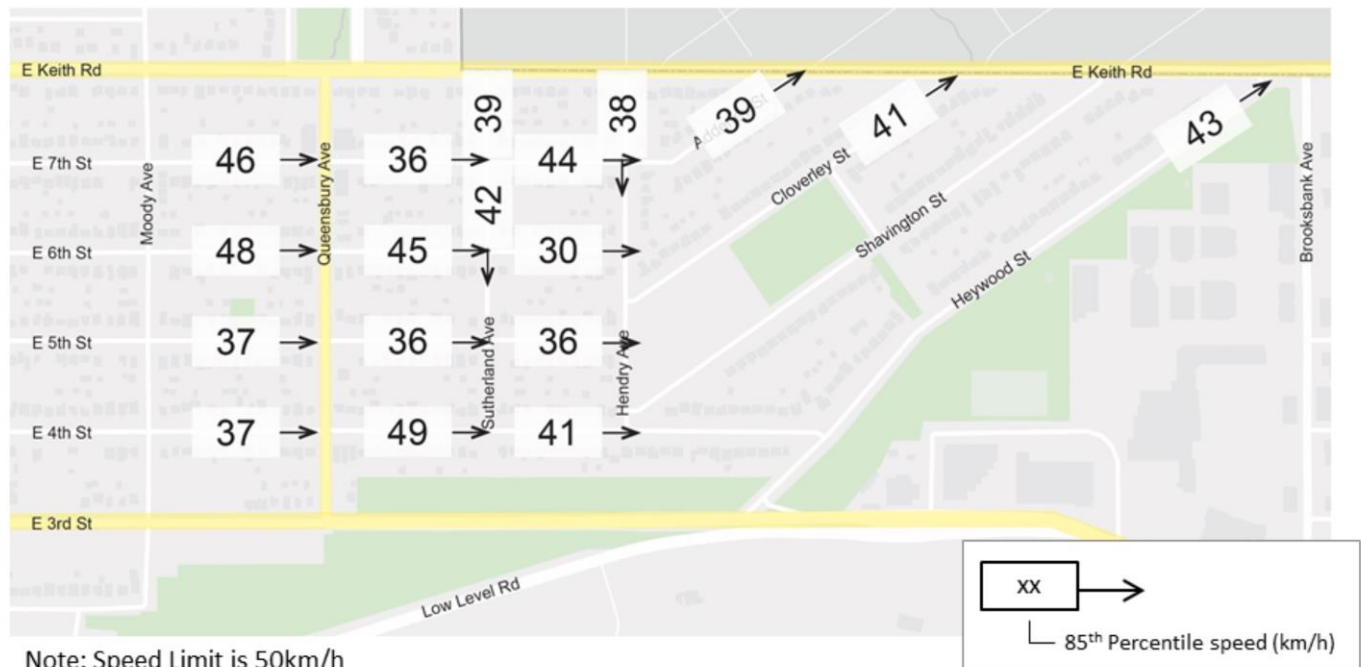 E Keith Rd
E Keith Rd
39
38
39
41
43
E 7th St
46
36
44
Moody Ave
Queensbury Ave
42
Cloverley St
Shavington St
Heywood St
Brooksbank Ave
E 6th St
48
45
30
E 5th St
37
36
36
Sutherland Ave
Hendry Ave
E 4th St
37
49
41
E 3rd St
Low Level Rd
xx
85th Percentile speed (km/h)
Note: Speed Limit is 50km/h